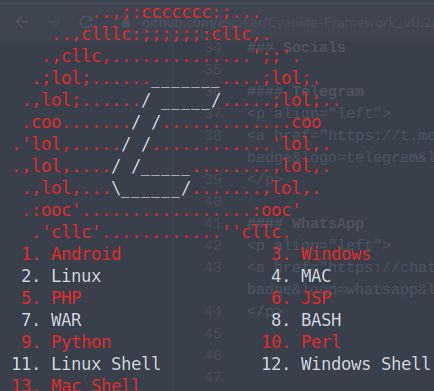 github.com/e0xer/Cyanide-Framework_v0.2/
...,;:ccccccc:;...
..,clllc:;;;;;;:cllc,.
.,cllc,..............';;'.
.;lol;......_______....;lol;.
.,lol;....../ _____/....;lol;..
.coo......./ /............coo
.'lol,...../ /............'lol,.
.,lol,..../ /_____........,lol,.
.,lol,...\______/.......;lol,.
.:ooc'.................:ooc'
.'cllc'...........''cllc.
34 ### Socials
35
36 #### Telegram
37 <p align="left">
38 <a href="https://t.me
badge&logo=telegram&l
39 </p>
40
41 #### WhatsApp
42 <p align="left">
43 <a href="https://chat
badge&logo=whatsapp&l
44 </p>
45
46
47
1. Android 3. Windows
2. Linux 4. MAC
5. PHP 6. JSP
7. WAR 8. BASH
9. Python 10. Perl
11. Linux Shell 12. Windows Shell
13. Mac Shell